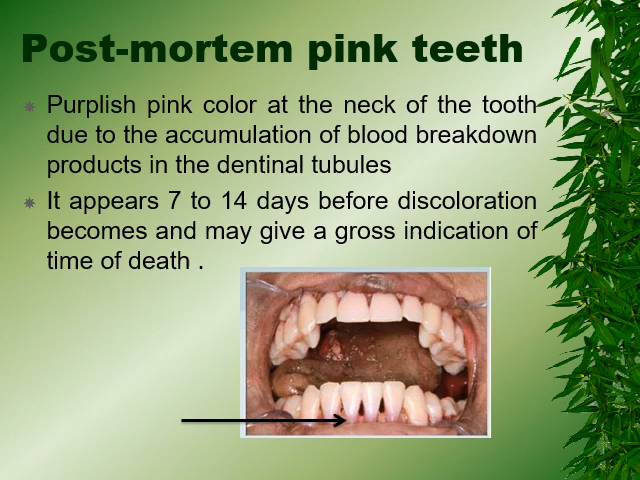 Post-mortem pink teeth
Purplish pink color at the neck of the tooth
due to the accumulation of blood breakdown
products in the dentinal tubules
It appears 7 to 14 days before discoloration
becomes and may give a gross indication of
time of death .